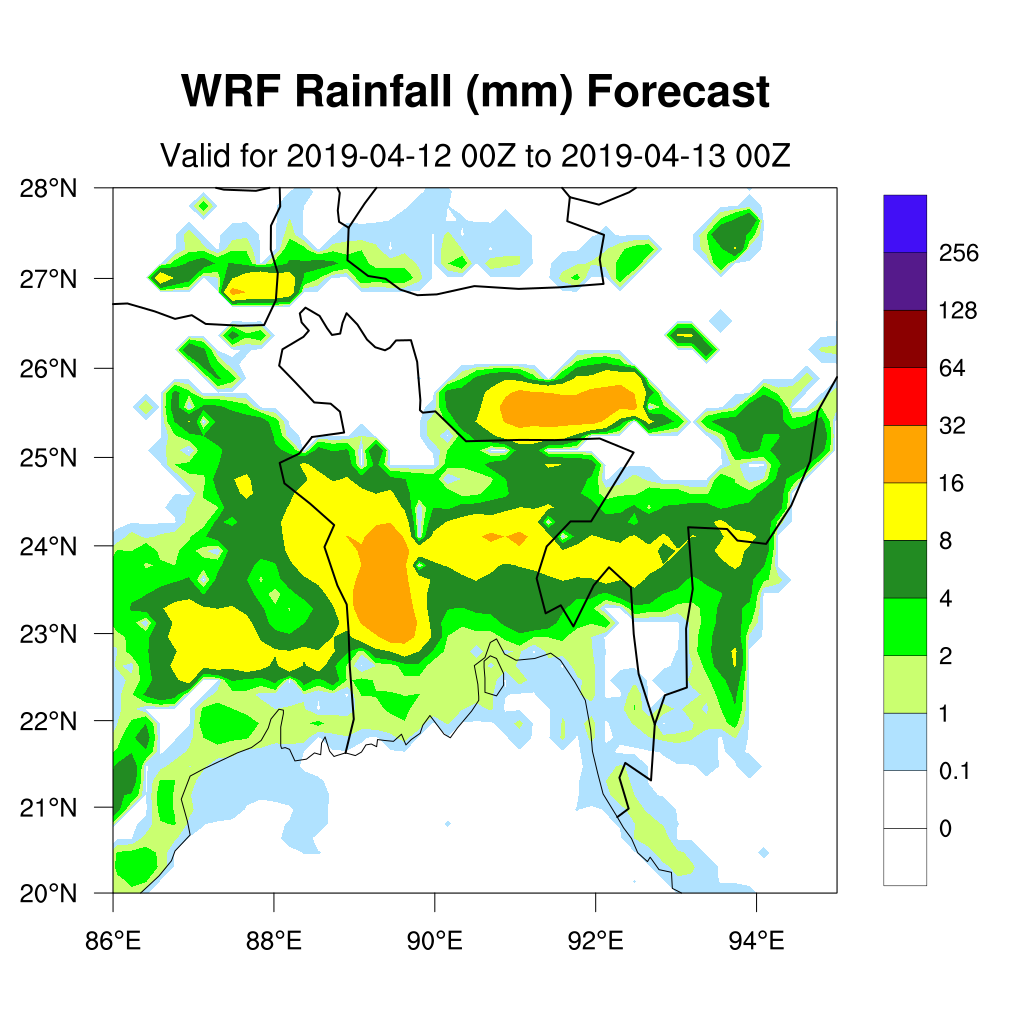 WRF Rainfall (mm) Forecast
Valid for 2019-04-12 00Z to 2019-04-13 00Z
28°N
27°N
26°N
25°N
24°N
23°N
22°N
21°N
20°N
86°E
88°E
90°E
92°E
94°E
256
128
64
32
16
8
4
2
1
0.1
0